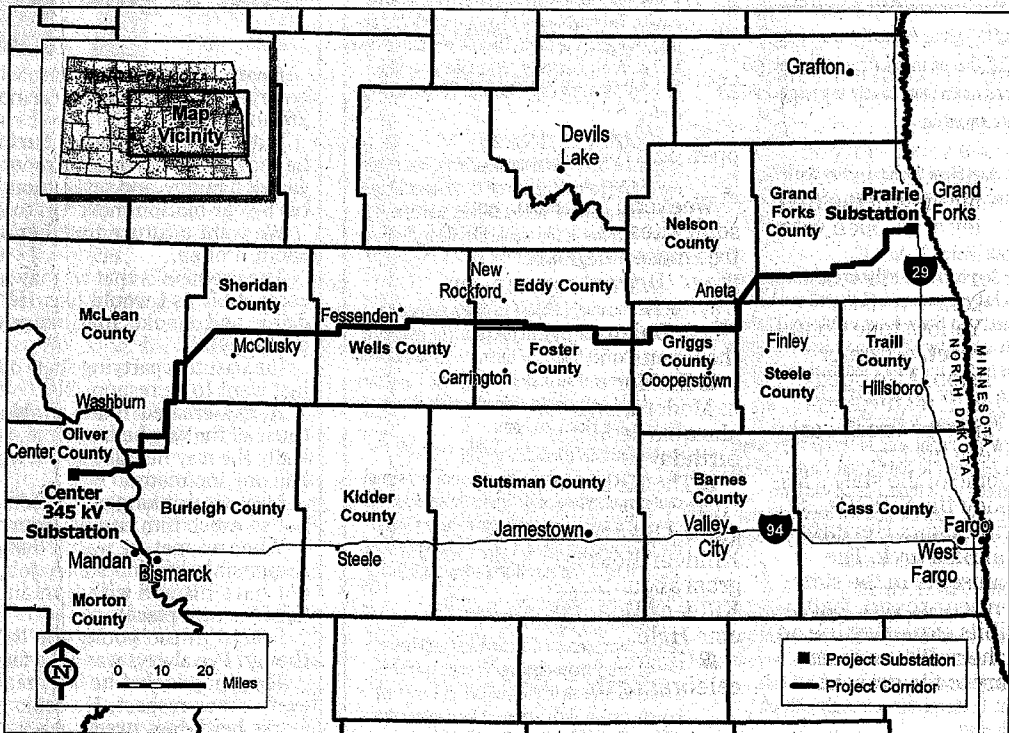 NORTH DAKOTA
Map
Vicinity
Grafton
Devils
Lake
Grand
Forks
County
Prairie
Substation
Grand
Forks
Nelson
County
29
New
Rockford
Eddy County
Aneta
Sheridan
County
McLean
County
Fessenden
McClusky
Wells County
Foster
County
Carrington
Griggs
County
Cooperstown
Finley
Steele
County
Traill
County
Hillsboro
NORTH DAKOTA
MINNESOTA
Washburn
Oliver
County
Center
Center
345 kV
Substation
Burleigh County
Kidder
County
Stutsman County
Barnes
County
Cass County
Jamestown
Valley
City
94
Fargo
West
Fargo
Mandan
Bismarck
Steele
Morton
County
N
0 10 20
Miles
Project Substation
Project Corridor